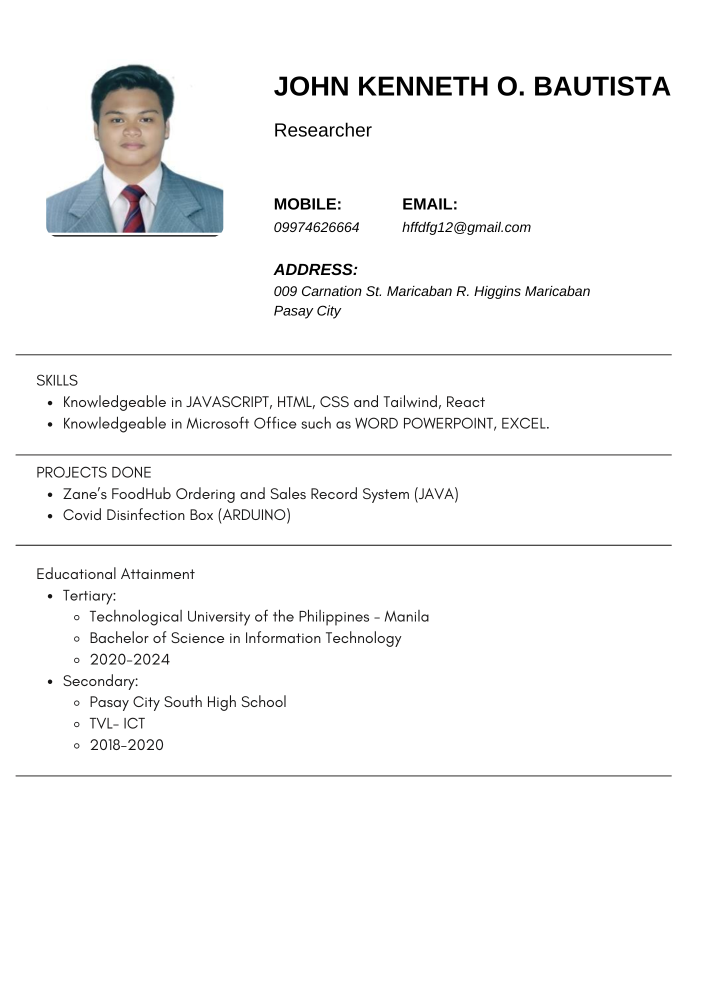 JOHN KENNETH O. BAUTISTA
Researcher
MOBILE:
09974626664
EMAIL:
hffdfg12@gmail.com
ADDRESS:
009 Carnation St. Maricaban R. Higgins Maricaban
Pasay City
SKILLS
Knowledgeable in JAVASCRIPT, HTML, CSS and Tailwind, React
Knowledgeable in Microsoft Office such as WORD POWERPOINT, EXCEL.
PROJECTS DONE
Zane’s FoodHub Ordering and Sales Record System (JAVA)
Covid Disinfection Box (ARDUINO)
Educational Attainment
Tertiary:
Technological University of the Philippines - Manila
Bachelor of Science in Information Technology
2020-2024
Secondary:
Pasay City South High School
TVL- ICT
2018-2020